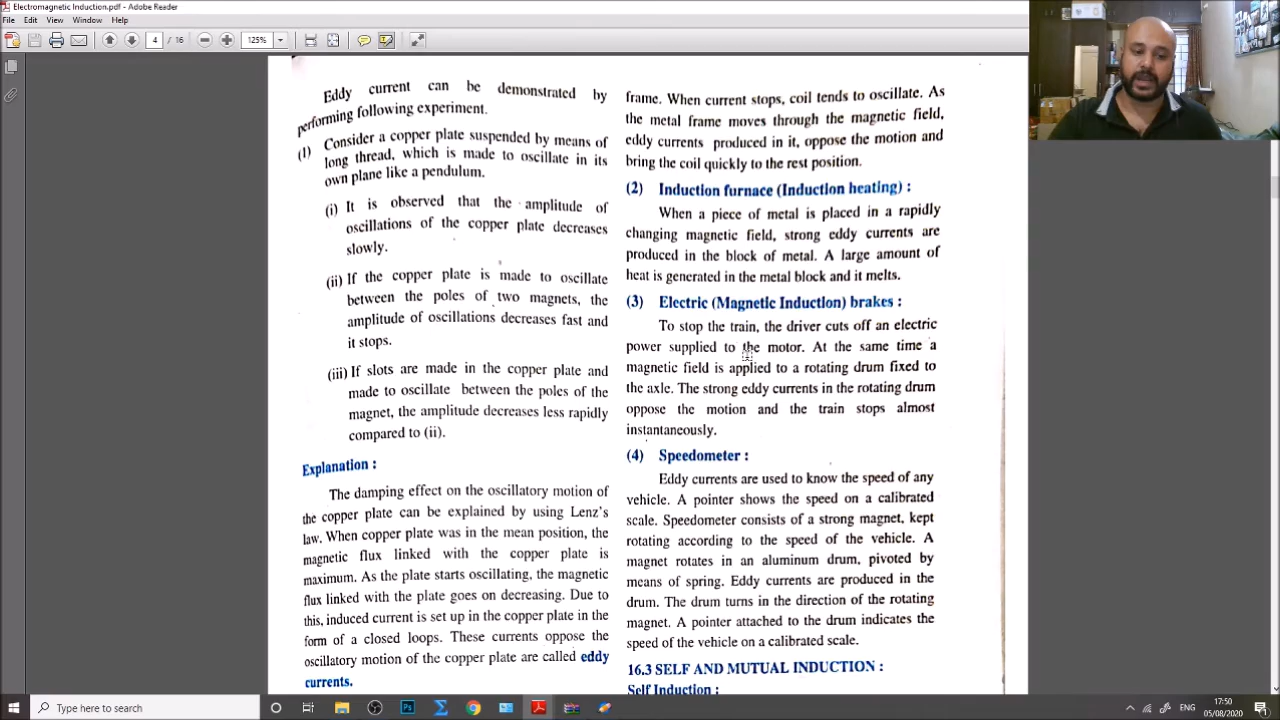 Electromagnetic Induction.pdf - Adobe Reader
File Edit View Window Help
4 / 16 125%
Eddy current can be demonstrated by
performing following experiment.
(1) Consider a copper plate suspended by means of
long thread, which is made to oscillate in its
own plane like a pendulum.
(i) It is observed that the amplitude of
oscillations of the copper plate decreases
slowly.
(ii) If the copper plate is made to oscillate
between the poles of two magnets, the
amplitude of oscillations decreases fast and
it stops.
(iii) If slots are made in the copper plate and
made to oscillate between the poles of the
magnet, the amplitude decreases less rapidly
compared to (ii).
Explanation :
The damping effect on the oscillatory motion of
the copper plate can be explained by using Lenz's
law. When copper plate was in the mean position, the
magnetic flux linked with the copper plate is
maximum. As the plate starts oscillating, the magnetic
flux linked with the plate goes on decreasing. Due to
this, induced current is set up in the copper plate in the
form of a closed loops. These currents oppose the
oscillatory motion of the copper plate are called eddy
currents.
frame. When current stops, coil tends to oscillate. As
the metal frame moves through the magnetic field,
eddy currents produced in it, oppose the motion and
bring the coil quickly to the rest position.
(2) Induction furnace (Induction heating) :
When a piece of metal is placed in a rapidly
changing magnetic field, strong eddy currents are
produced in the block of metal. A large amount of
heat is generated in the metal block and it melts.
(3) Electric (Magnetic Induction) brakes :
To stop the train, the driver cuts off an electric
power supplied to the motor. At the same time a
magnetic field is applied to a rotating drum fixed to
the axle. The strong eddy currents in the rotating drum
oppose the motion and the train stops almost
instantaneously.
(4) Speedometer :
Eddy currents are used to know the speed of any
vehicle. A pointer shows the speed on a calibrated
scale. Speedometer consists of a strong magnet, kept
rotating according to the speed of the vehicle. A
magnet rotates in an aluminum drum, pivoted by
means of spring. Eddy currents are produced in the
drum. The drum turns in the direction of the rotating
magnet. A pointer attached to the drum indicates the
speed of the vehicle on a calibrated scale.
16.3 SELF AND MUTUAL INDUCTION :
Self Induction :
Type here to search
17:50
05/08/2020